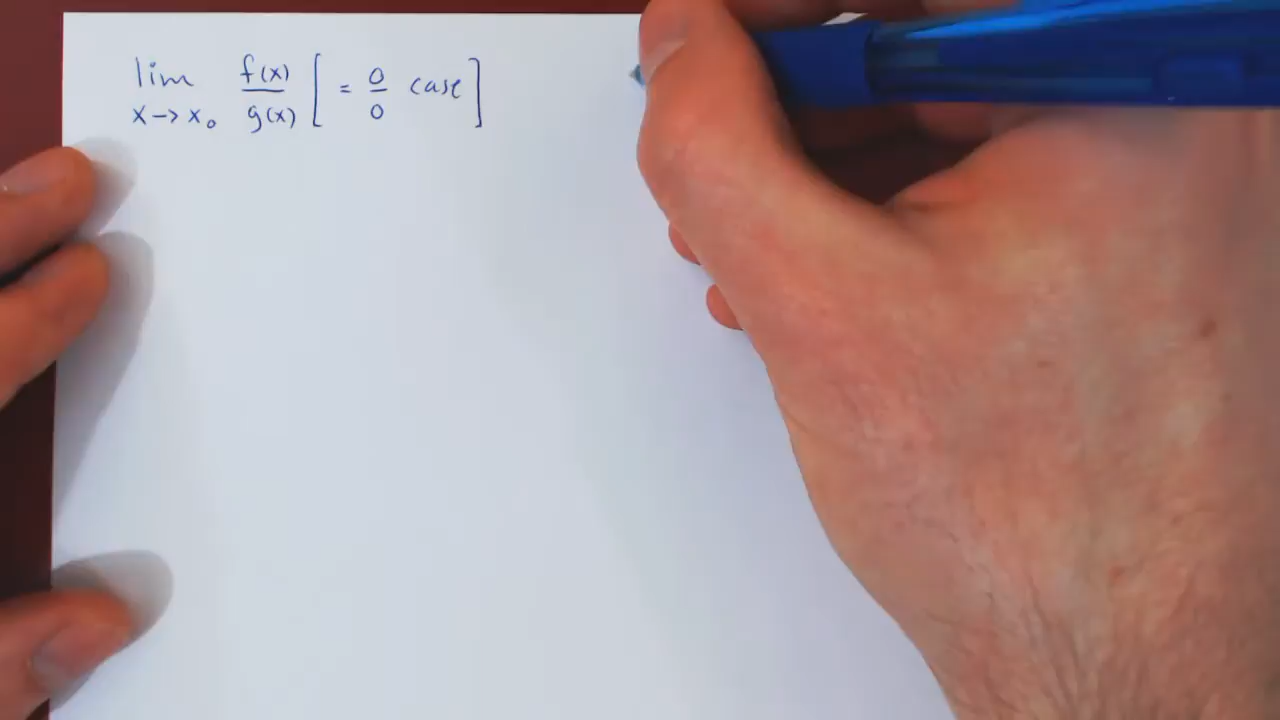 lim f(x)/g(x) [ = 0/0 case ]
x→x₀